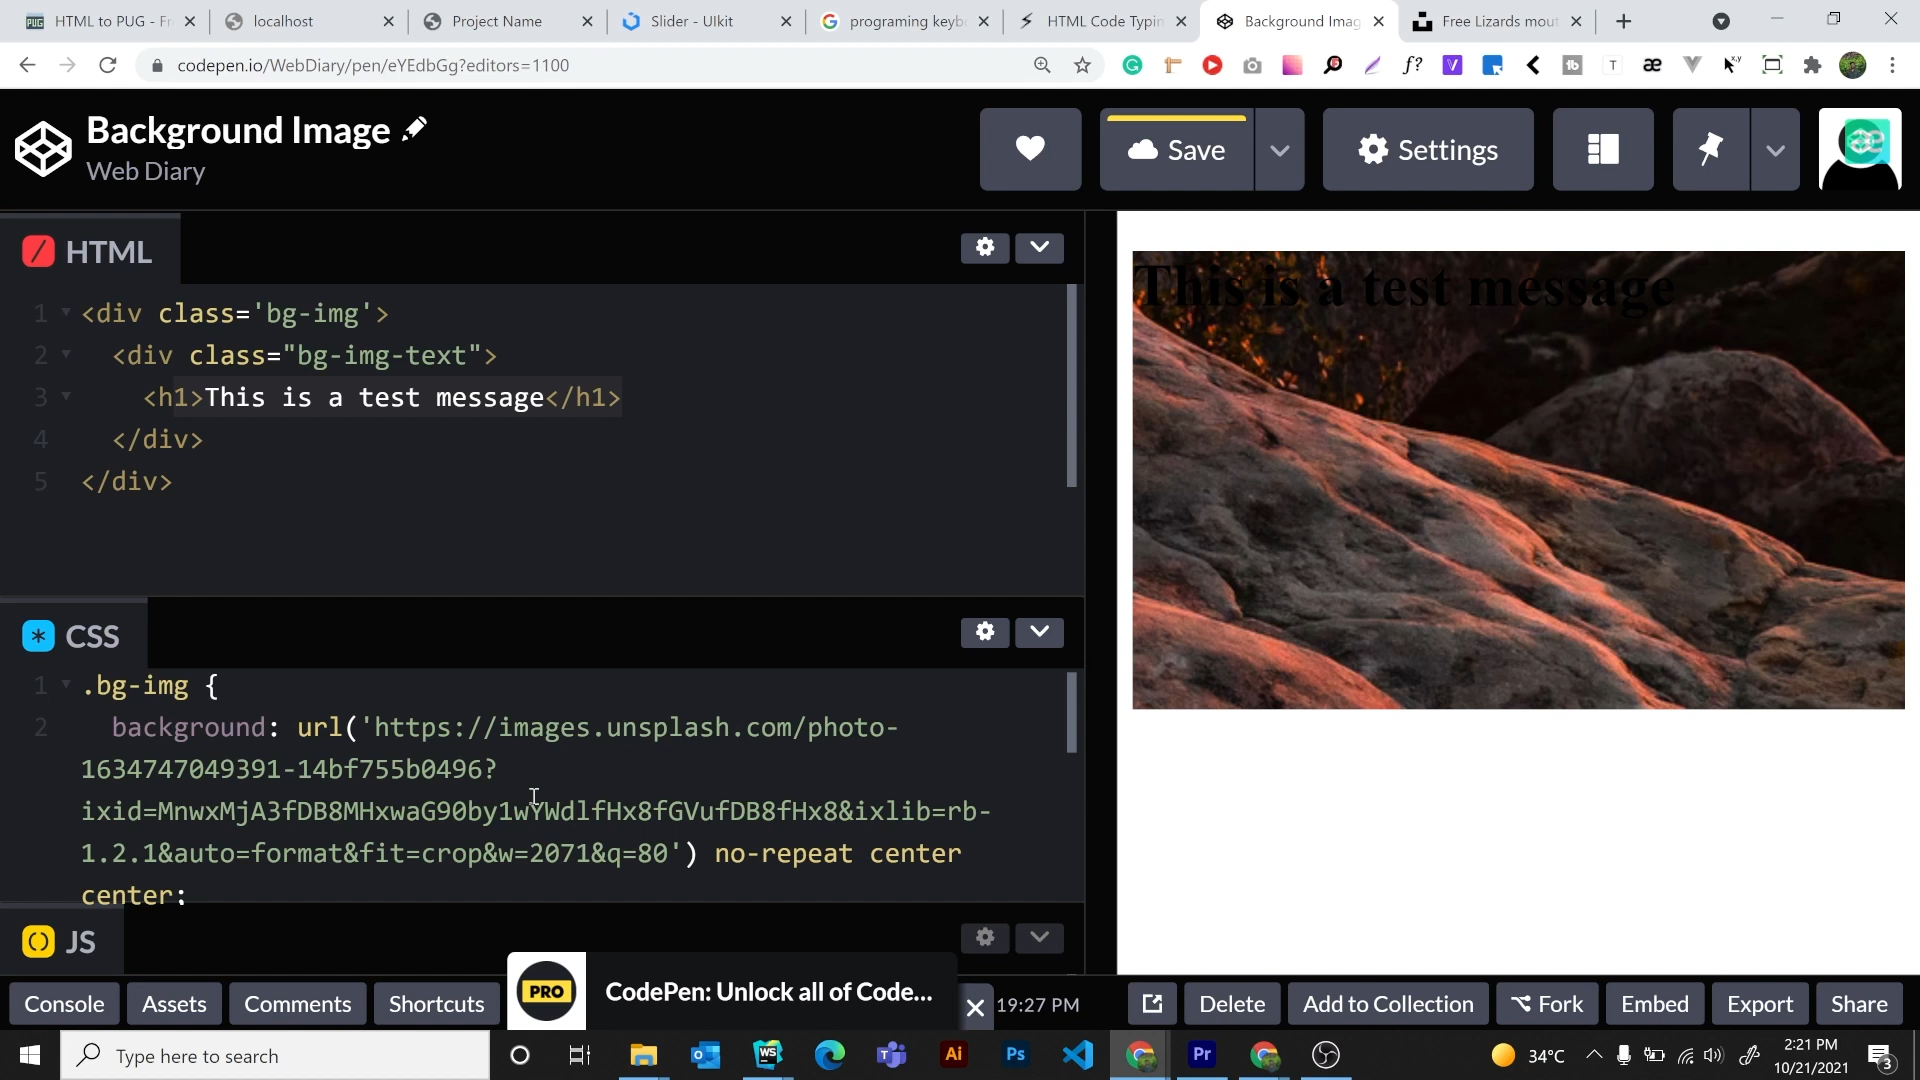 HTML to PUG - Fr
localhost
Project Name
Slider - UIkit
programing keyb
HTML Code Typin
Background Imag
Free Lizards mout
codepen.io/WebDiary/pen/eYEdbGg?editors=1100
Background Image
Web Diary
Save
Settings
HTML
1 <div class='bg-img'>
2 <div class="bg-img-text">
3 <h1>This is a test message</h1>
4 </div>
5 </div>
This is a test message
CSS
1 .bg-img {
2 background: url('https://images.unsplash.com/photo-
1634747049391-14bf755b0496?
ixid=MnwxMjA3fDB8MHxwaG90by1wYWdlfHx8fGVufDB8fHx8&ixlib=rb-
1.2.1&auto=format&fit=crop&w=2071&q=80') no-repeat center
center;
JS
Console
Assets
Comments
Shortcuts
PRO
CodePen: Unlock all of Code...
19:27 PM
Delete
Add to Collection
Fork
Embed
Export
Share
Type here to search
WS
Ai
Ps
Pr
34°C
2:21 PM
10/21/2021
3